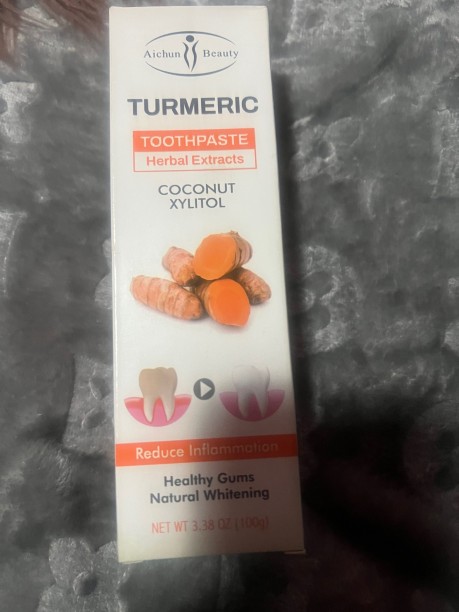 Aichun Beauty
TURMERIC
TOOTHPASTE
Herbal Extracts
COCONUT
XYLITOL
Reduce Inflammation
Healthy Gums
Natural Whitening
NET WT 3.38 OZ (100g)